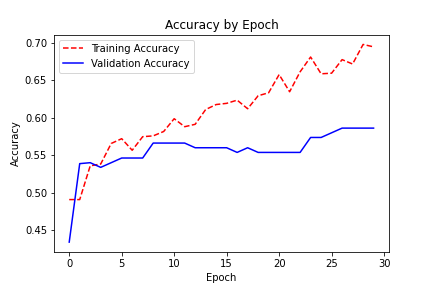 Accuracy by Epoch
Training Accuracy
Validation Accuracy
0.70
0.65
0.60
0.55
0.50
0.45
Accuracy
0 5 10 15 20 25 30
Epoch